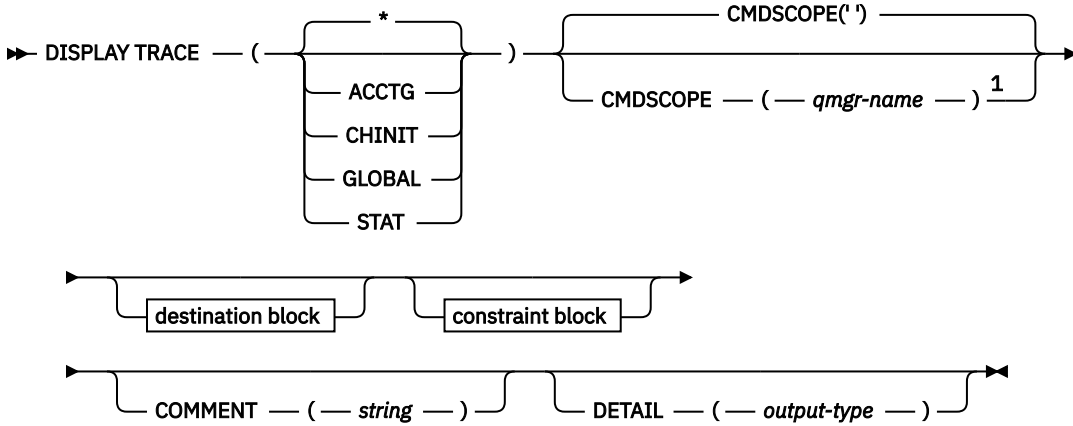 * CMDSCOPE(' ')
DISPLAY TRACE ( )
ACCTG
CMDSCOPE ( qmgr-name ) 1
CHINIT
GLOBAL
STAT
destination block constraint block
COMMENT ( string ) DETAIL ( output-type )